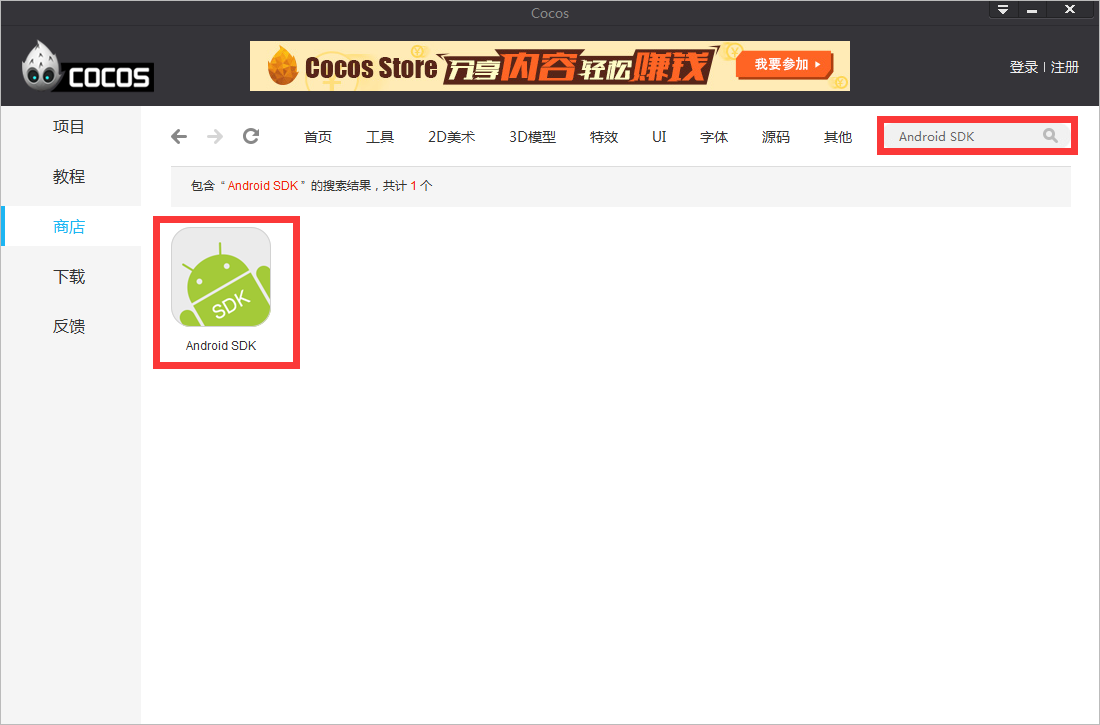 Cocos
COCOS
Cocos Store 分享内容轻松赚钱 我要参加
登录 | 注册
项目
教程
商店
下载
反馈
首页 工具 2D美术 3D模型 特效 UI 字体 源码 其他 Android SDK
包含 “ Android SDK ” 的搜索结果，共计 1 个
SDK
Android SDK